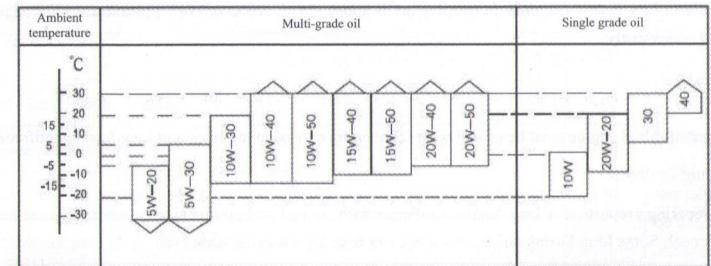 Ambient temperature
Multi-grade oil
Single grade oil
°C
30
20
15
10
5
0
-5
-10
-15
-20
-30
5W—20
5W—30
10W—30
10W—40
10W—50
15W—40
15W—50
20W—40
20W—50
10W
20W—20
30
40